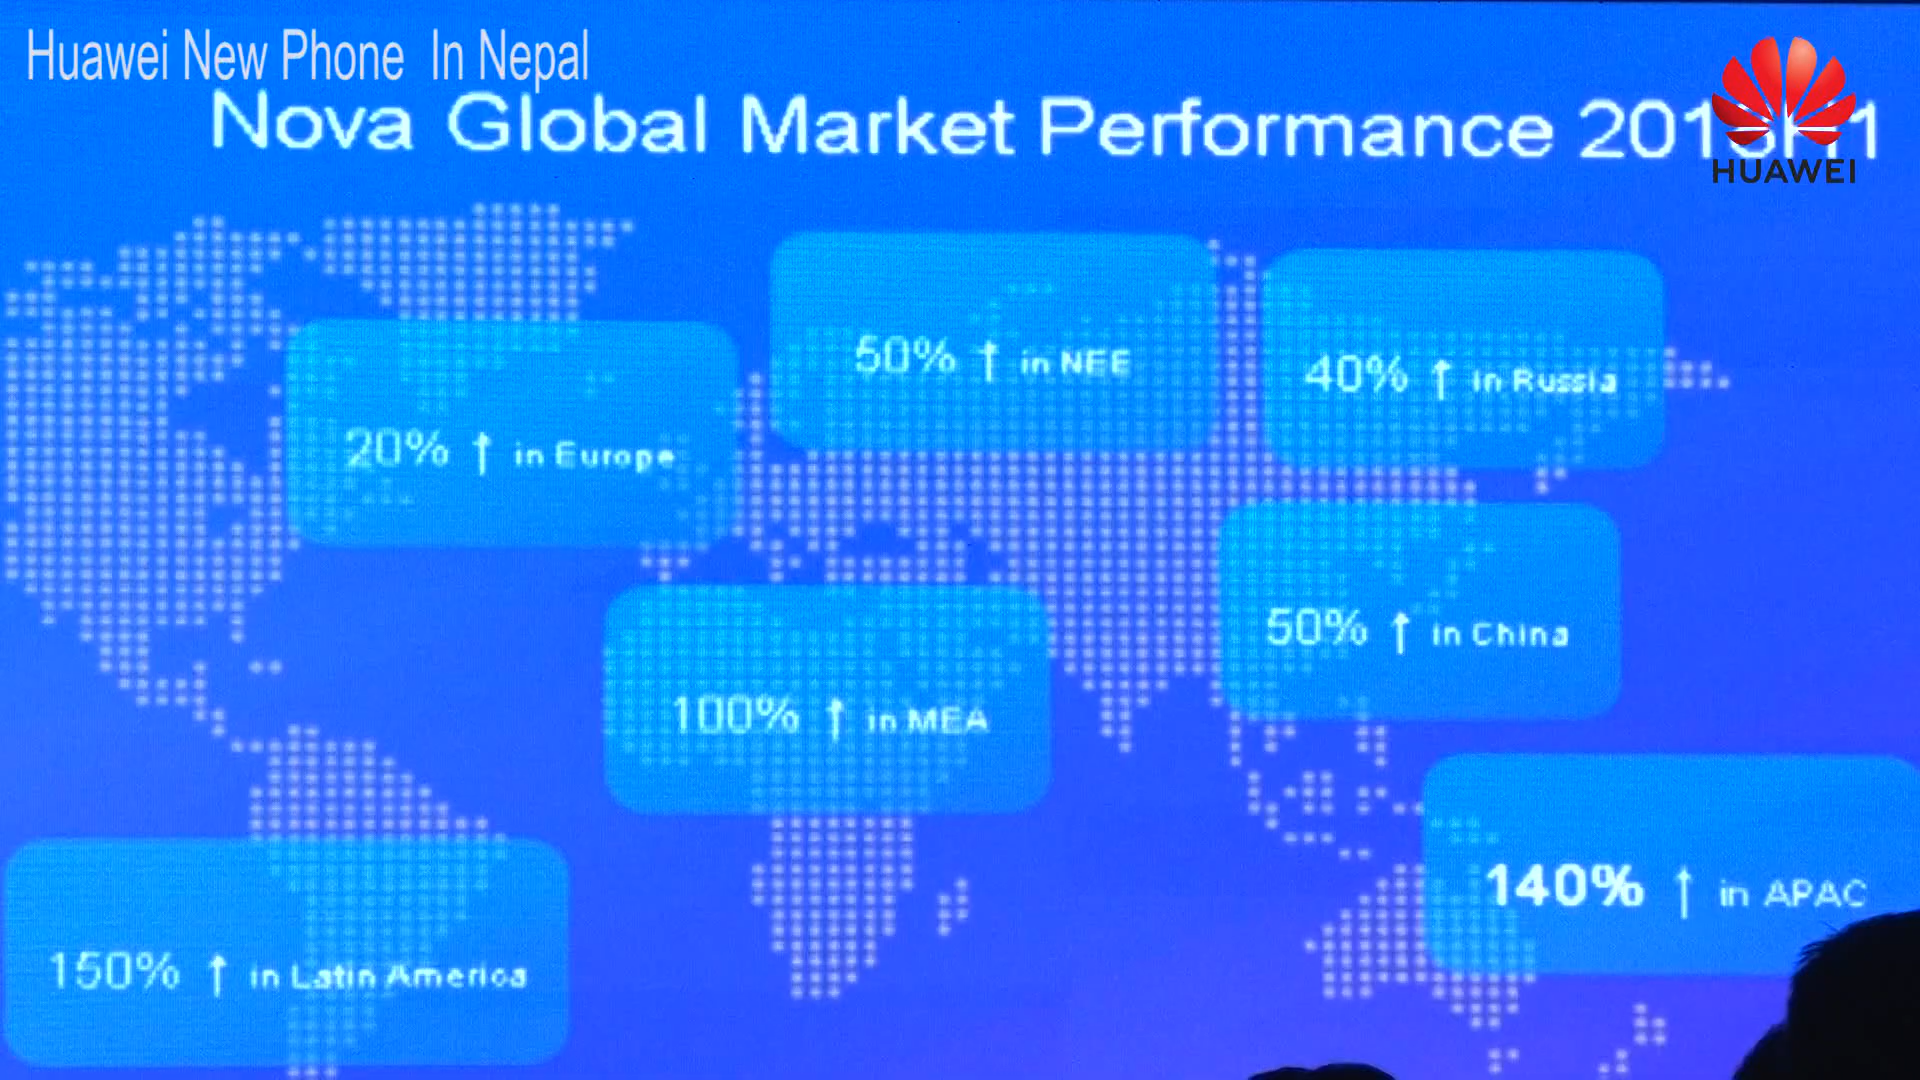 Huawei New Phone In Nepal
Nova Global Market Performance
HUAWEI
50% ↑ in NEE
40% ↑ in Russia
20% ↑ in Europe
50% ↑ in China
100% ↑ in MEA
140% ↑ in APAC
150% ↑ in Latin America